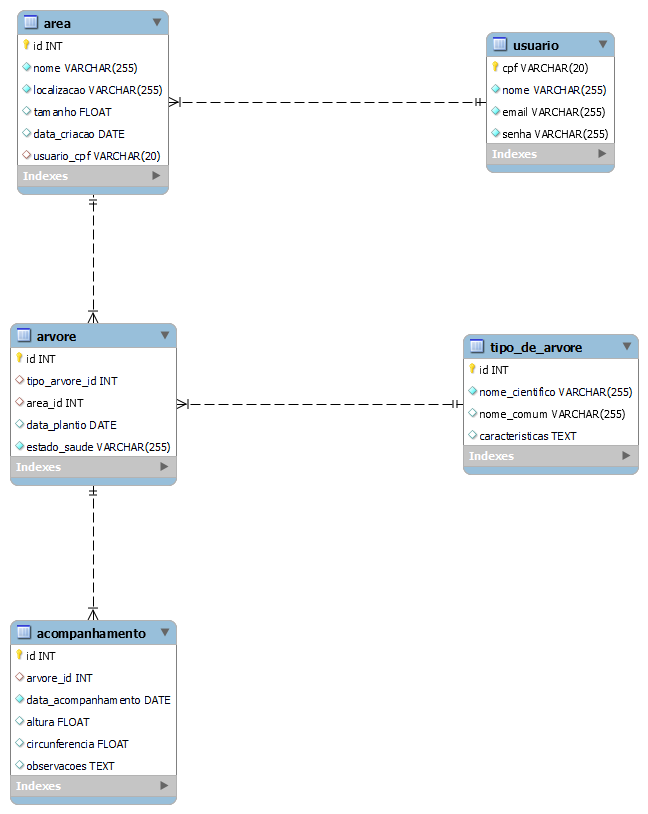 area
id INT
nome VARCHAR(255)
localizacao VARCHAR(255)
tamanho FLOAT
data_criacao DATE
usuario_cpf VARCHAR(20)
Indexes
usuario
cpf VARCHAR(20)
nome VARCHAR(255)
email VARCHAR(255)
senha VARCHAR(255)
Indexes
arvore
id INT
tipo_arvore_id INT
area_id INT
data_plantio DATE
estado_saude VARCHAR(255)
Indexes
tipo_de_arvore
id INT
nome_cientifico VARCHAR(255)
nome_comum VARCHAR(255)
caracteristicas TEXT
Indexes
acompanhamento
id INT
arvore_id INT
data_acompanhamento DATE
altura FLOAT
circunferencia FLOAT
observacoes TEXT
Indexes